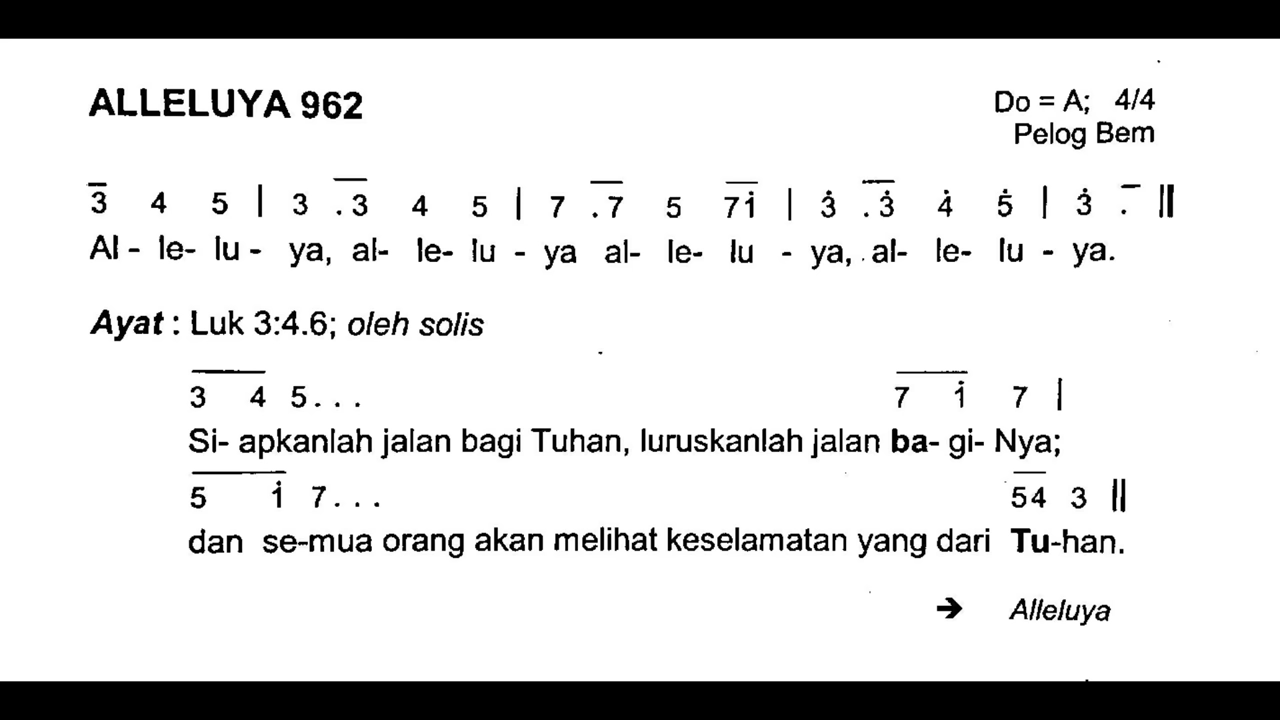 ALLELUYA 962
Do = A; 4/4
Pelog Bem
3 4 5 | 3 . 3 4 5 | 7 . 7 5 7 1̇ | 3̇ . 3̇ 4̇ 5̇ | 3̇ . ||
Al - le- lu - ya, al- le- lu - ya al- le- lu - ya, al- le- lu - ya.
Ayat : Luk 3:4.6; oleh solis
3 4 5 . . . 7 1̇ 7 |
Si- apkanlah jalan bagi Tuhan, luruskanlah jalan ba- gi- Nya;
5 1̇ 7 . . . 54 3 ||
dan se-mua orang akan melihat keselamatan yang dari Tu-han.
→ Alleluya